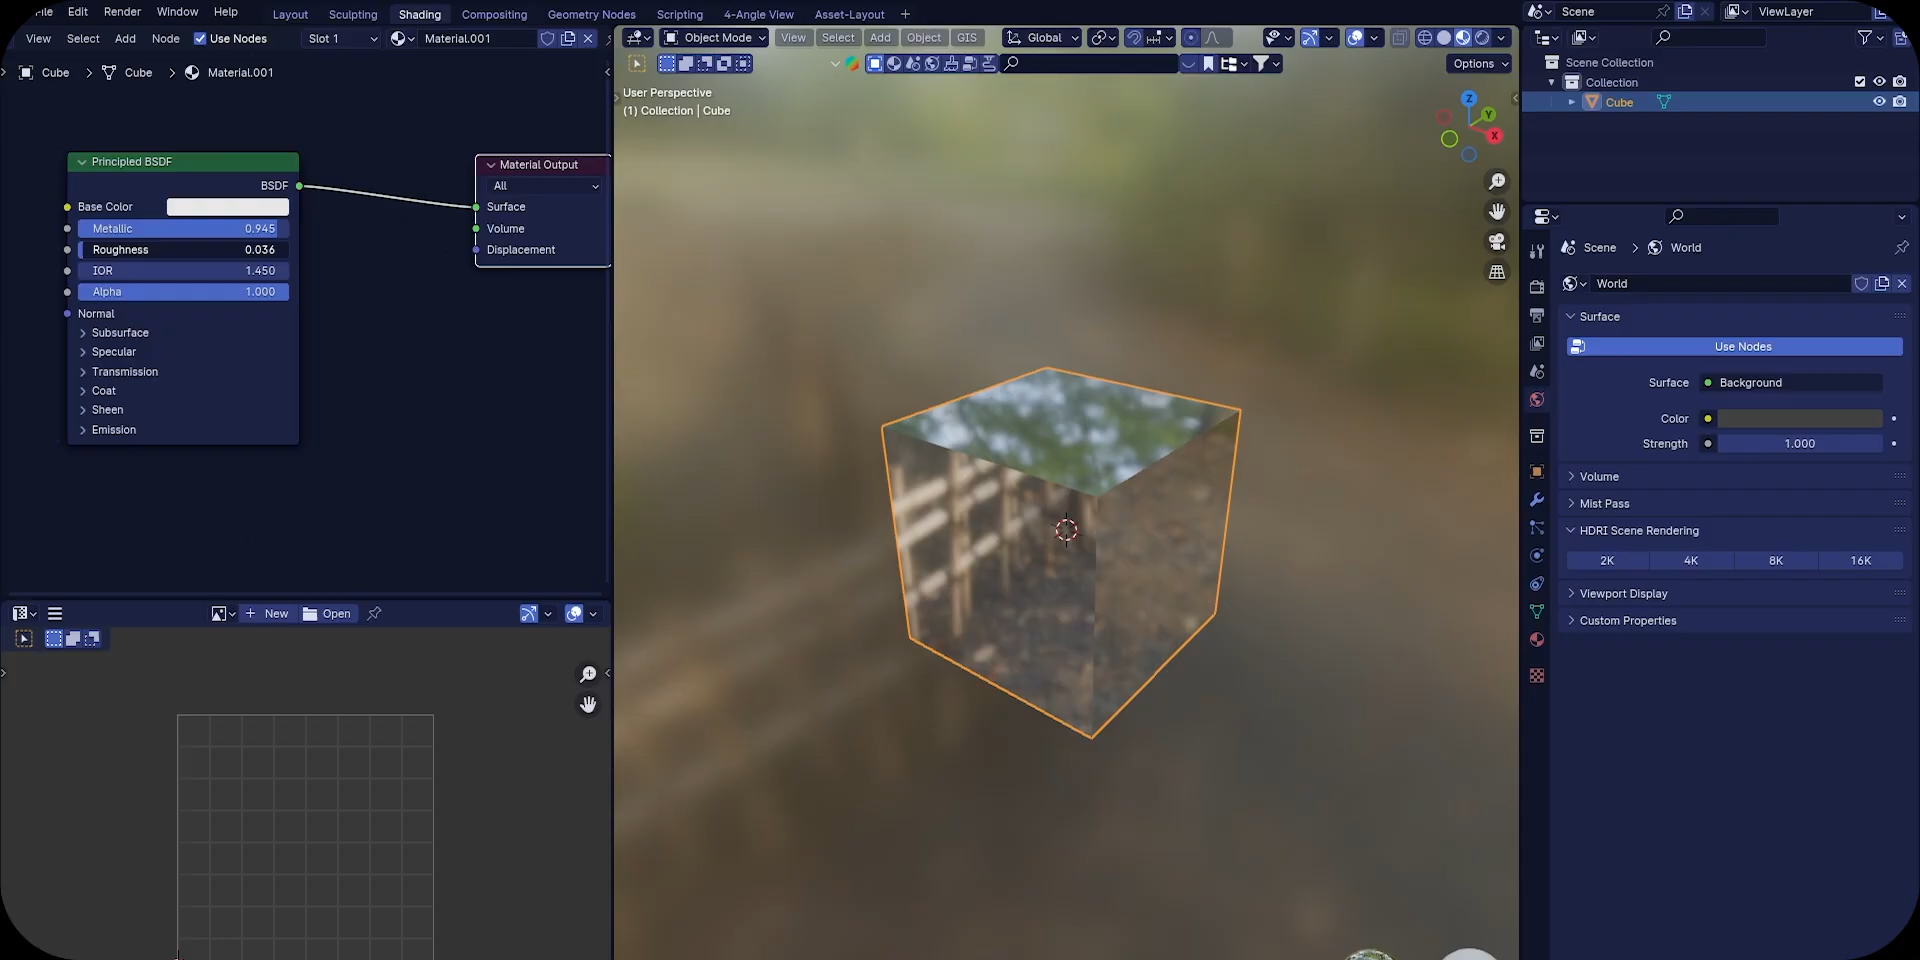 File Edit Render Window Help Layout Sculpting Shading Compositing Geometry Nodes Scripting 4-Angle View Asset-Layout +
Scene ViewLayer
View Select Add Node Use Nodes Slot 1 Material.001
Object Mode View Select Add Object GIS Global
Cube > Cube > Material.001
Options
User Perspective
(1) Collection | Cube
Z
Y
X
Principled BSDF
BSDF
Base Color
Metallic 0.945
Roughness 0.036
IOR 1.450
Alpha 1.000
Normal
Subsurface
Specular
Transmission
Coat
Sheen
Emission
Material Output
All
Surface
Volume
Displacement
+ New Open
Scene Collection
Collection
Cube
Scene > World
World
Surface
Use Nodes
Surface Background
Color
Strength 1.000
Volume
Mist Pass
HDRI Scene Rendering
2K 4K 8K 16K
Viewport Display
Custom Properties